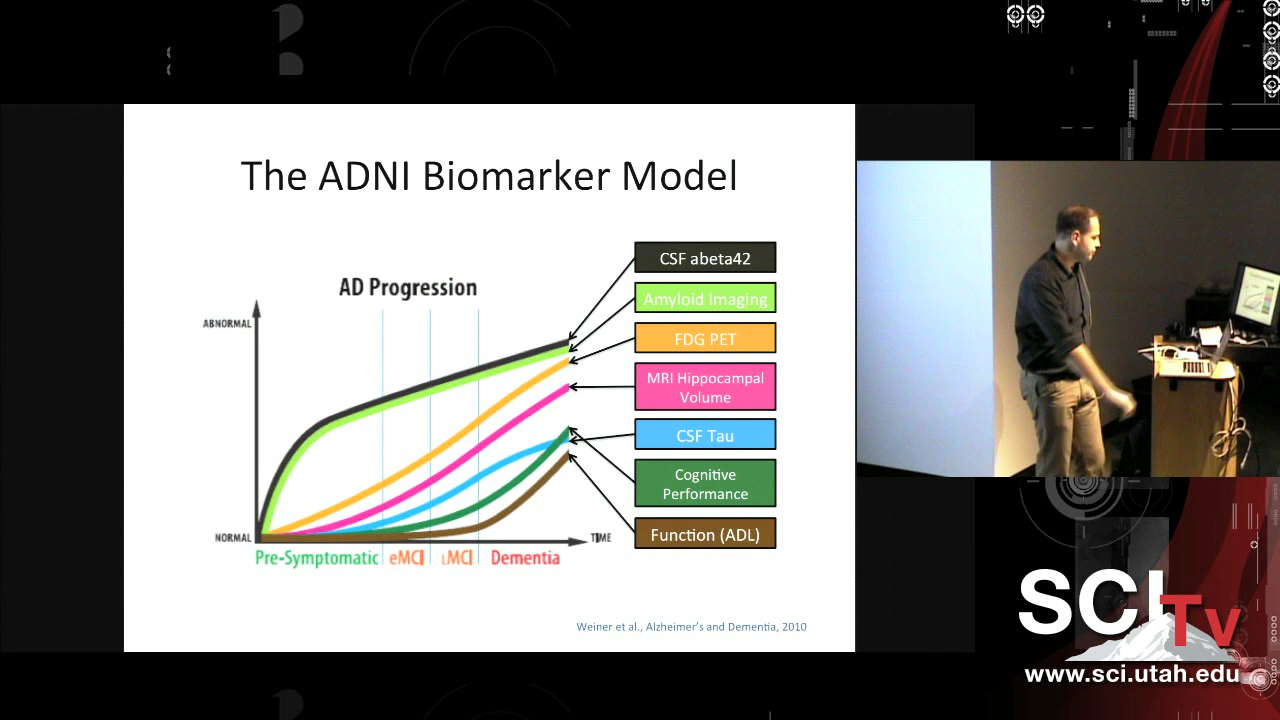 The ADNI Biomarker Model
AD Progression
ABNORMAL
NORMAL
TIME
Pre-Symptomatic
eMCI
LMCI
Dementia
CSF abeta42
Amyloid Imaging
FDG PET
MRI Hippocampal
Volume
CSF Tau
Cognitive
Performance
Function (ADL)
Weiner et al., Alzheimer's and Dementia, 2010
SCI
TV
www.sci.utah.edu